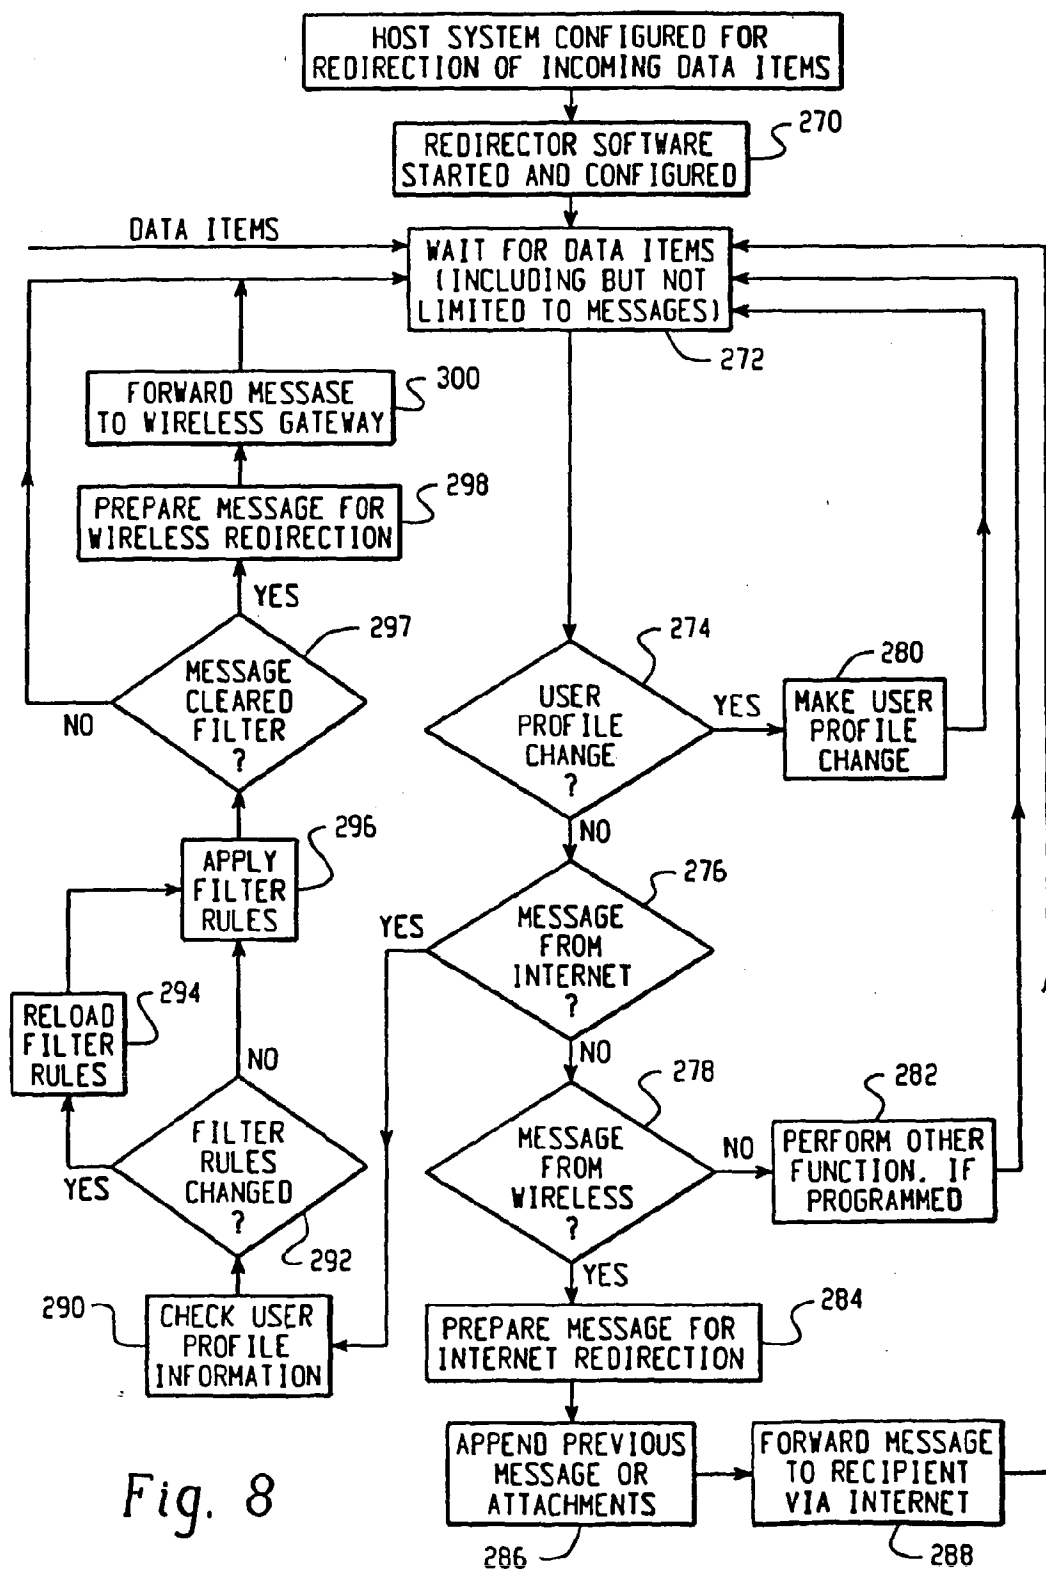 HOST SYSTEM CONFIGURED FOR
REDIRECTION OF INCOMING DATA ITEMS
270
REDIRECTOR SOFTWARE
STARTED AND CONFIGURED
DATA ITEMS
WAIT FOR DATA ITEMS
(INCLUDING BUT NOT
LIMITED TO MESSAGES)
272
300
FORWARD MESSASE
TO WIRELESS GATEWAY
298
PREPARE MESSAGE FOR
WIRELESS REDIRECTION
YES
297
MESSAGE
CLEARED
FILTER
?
NO
274
USER
PROFILE
CHANGE
?
YES
280
MAKE USER
PROFILE
CHANGE
NO
296
APPLY
FILTER
RULES
276
MESSAGE
FROM
INTERNET
?
YES
NO
294
RELOAD
FILTER
RULES
NO
FILTER
RULES
CHANGED
?
YES
292
278
MESSAGE
FROM
WIRELESS
?
NO
282
PERFORM OTHER
FUNCTION. IF
PROGRAMMED
YES
290
CHECK USER
PROFILE
INFORMATION
284
PREPARE MESSAGE FOR
INTERNET REDIRECTION
APPEND PREVIOUS
MESSAGE OR
ATTACHMENTS
286
FORWARD MESSAGE
TO RECIPIENT
VIA INTERNET
288
Fig. 8